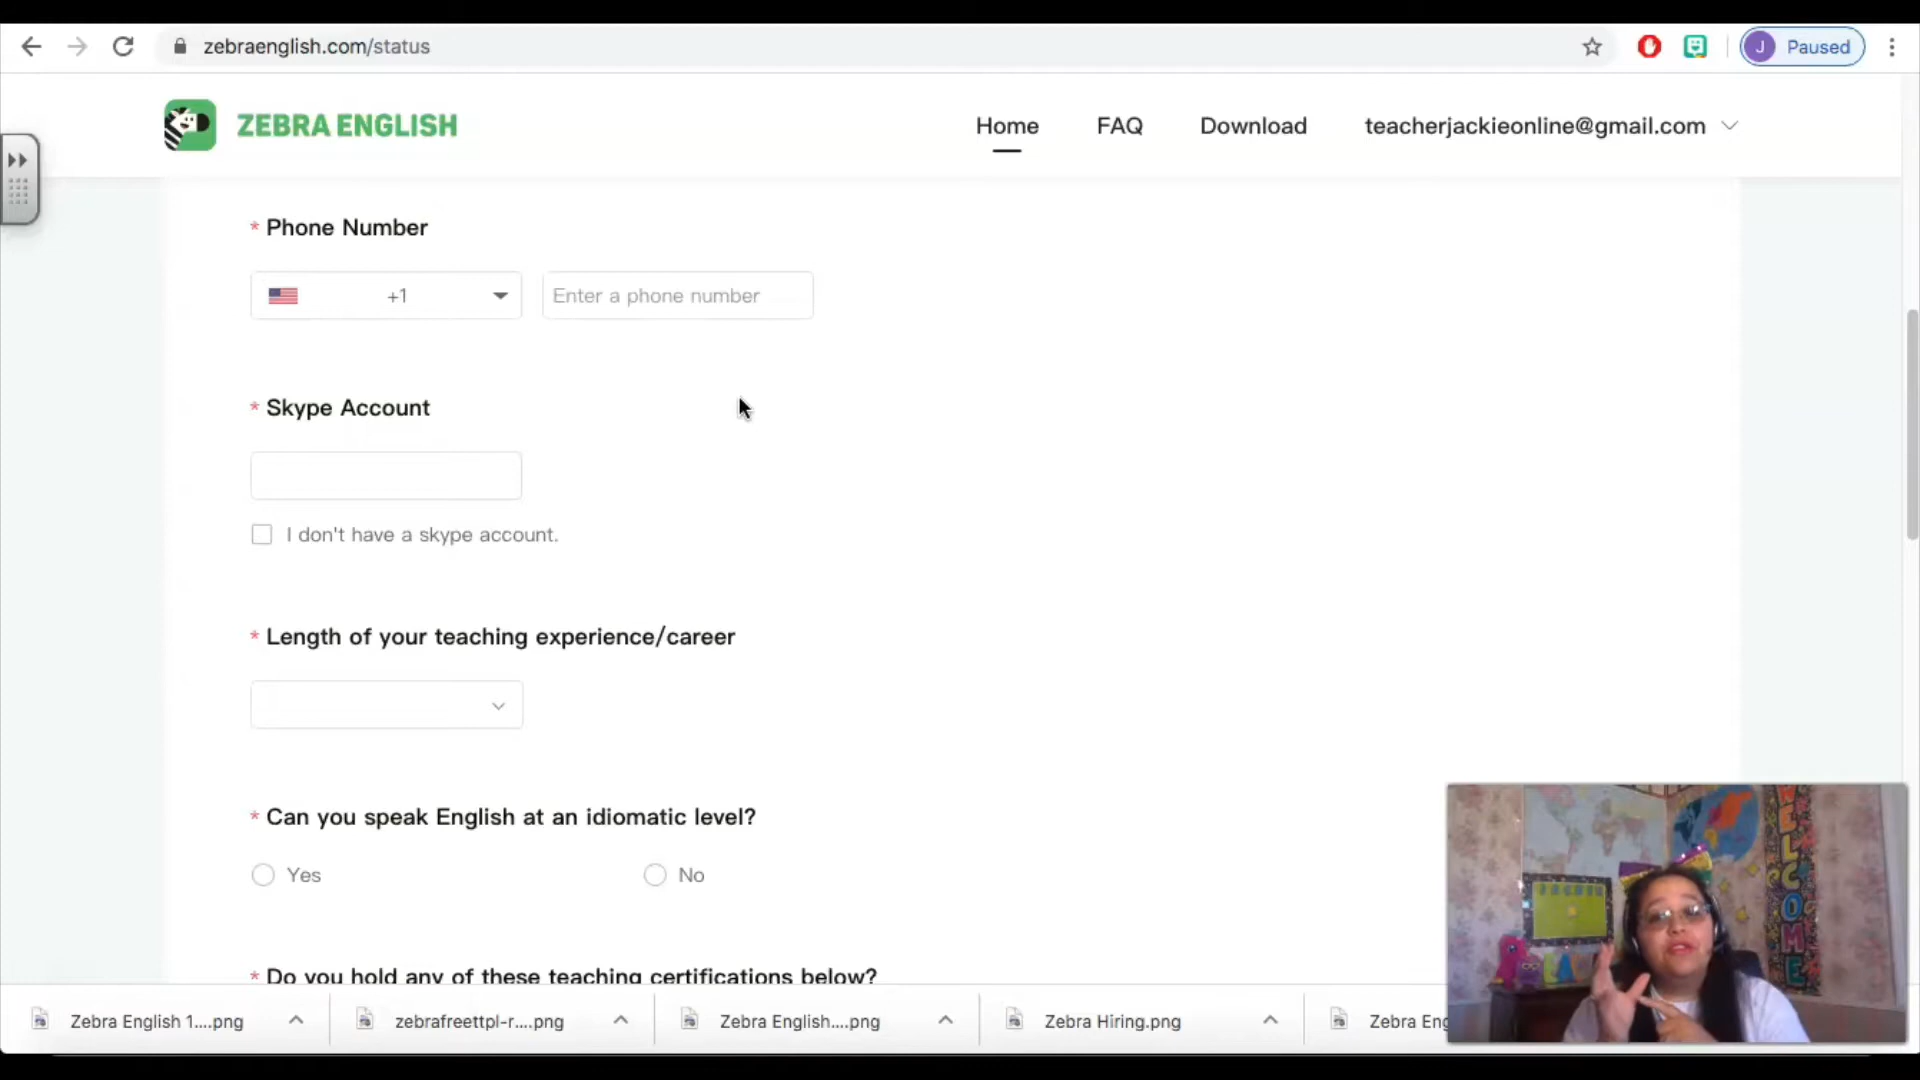 zebraenglish.com/status
J Paused
ZEBRA ENGLISH
Home FAQ Download teacherjackieonline@gmail.com
* Phone Number
+1 Enter a phone number
* Skype Account
I don't have a skype account.
* Length of your teaching experience/career
* Can you speak English at an idiomatic level?
Yes No
* Do you hold any of these teaching certifications below?
Zebra English 1....png zebrafreettpl-r....png Zebra English....png Zebra Hiring.png Zebra Eng
WELCOME